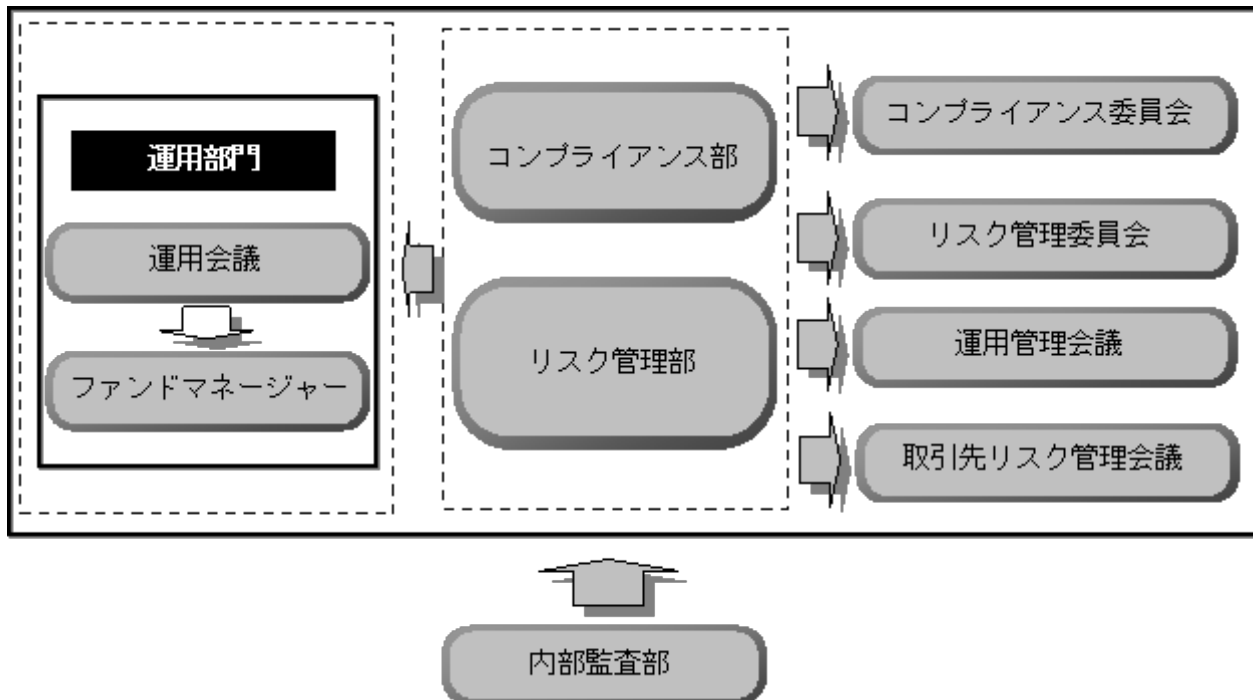 運用部門
運用会議
ファンドマネージャー
コンプライアンス部
リスク管理部
コンプライアンス委員会
リスク管理委員会
運用管理会議
取引先リスク管理会議
内部監査部